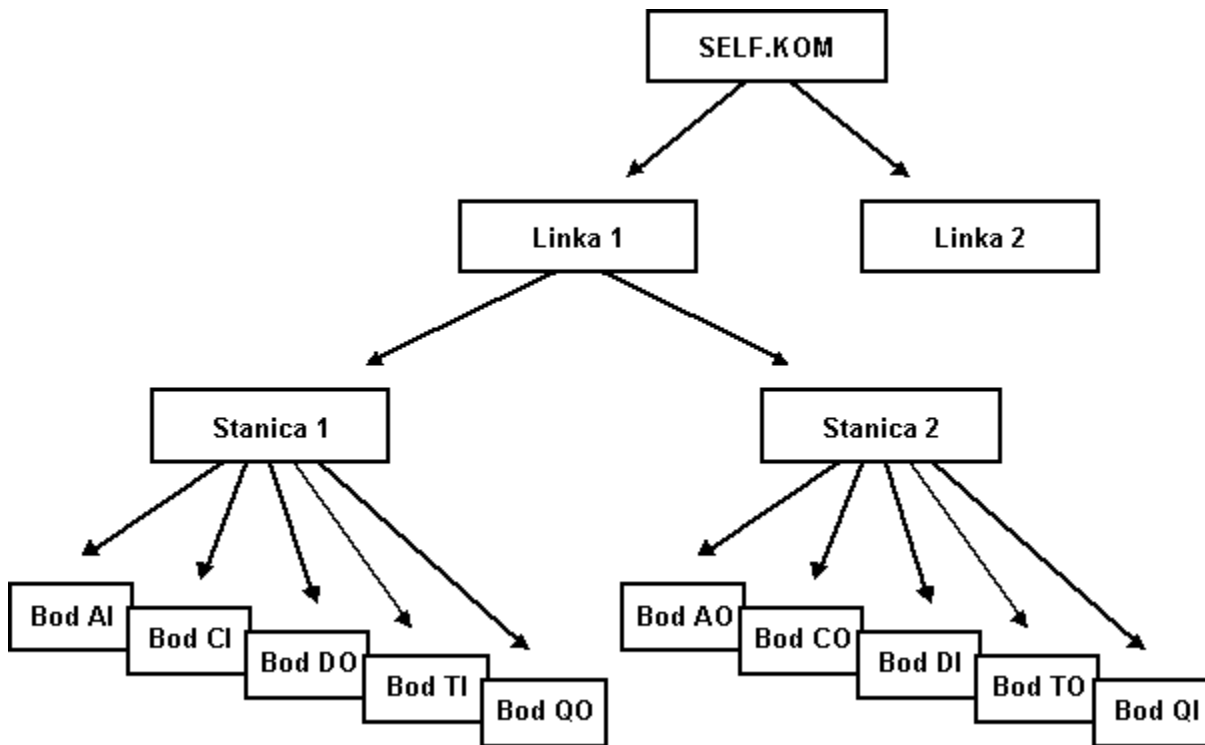 SELF.KOM
Linka 1
Linka 2
Stanica 1
Stanica 2
Bod AI
Bod CI
Bod DO
Bod TI
Bod QO
Bod AO
Bod CO
Bod DI
Bod TO
Bod QI